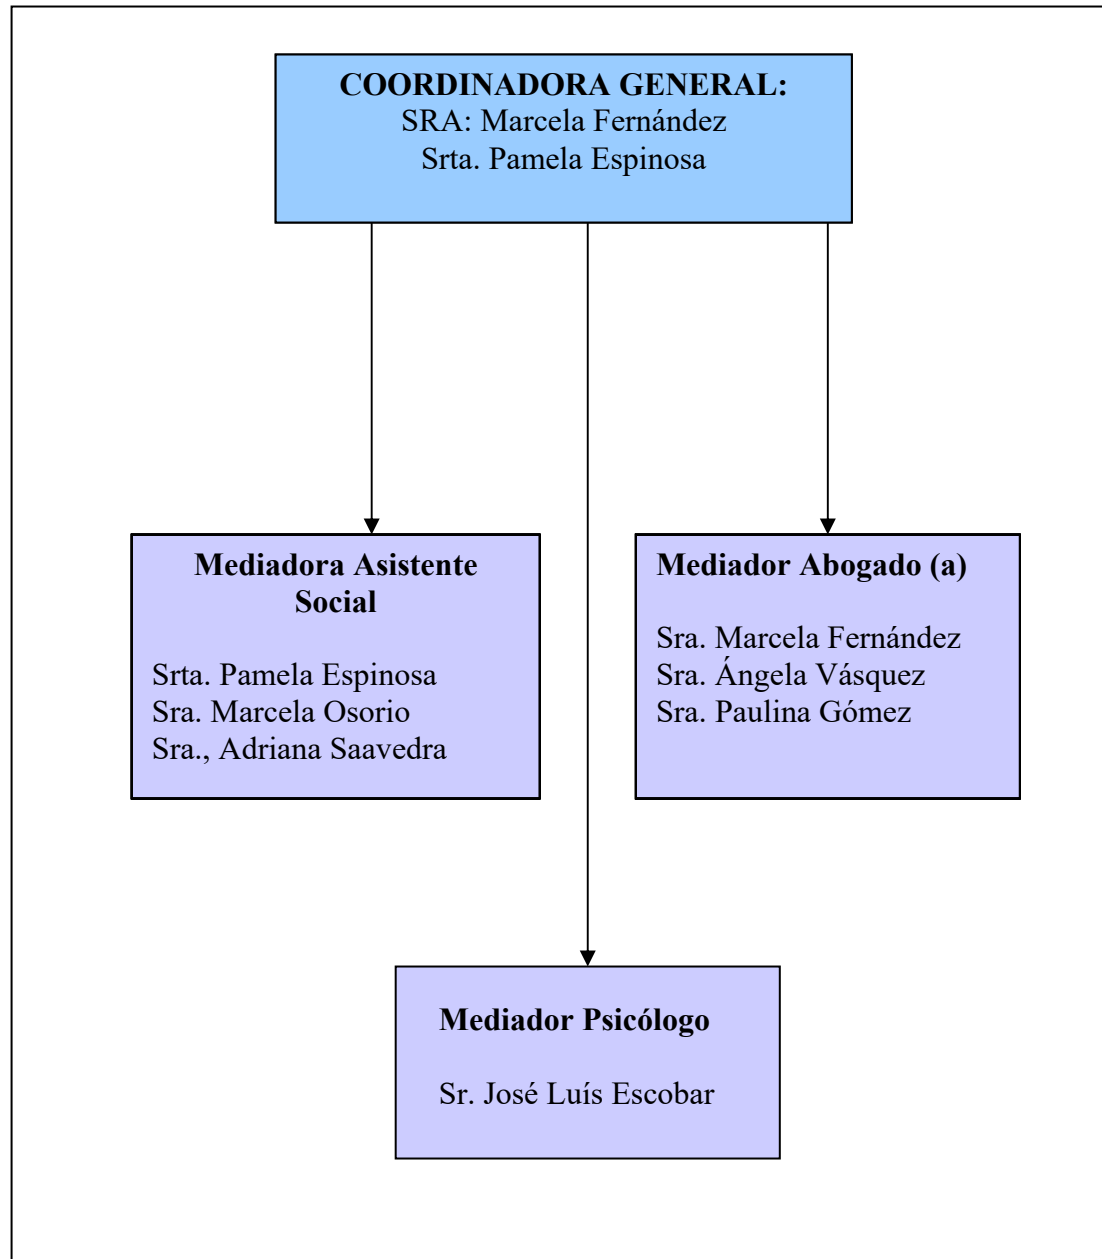 COORDINADORA GENERAL:
SRA: Marcela Fernández
Srta. Pamela Espinosa
Mediadora Asistente
Social
Srta. Pamela Espinosa
Sra. Marcela Osorio
Sra., Adriana Saavedra
Mediador Abogado (a)
Sra. Marcela Fernández
Sra. Ángela Vásquez
Sra. Paulina Gómez
Mediador Psicólogo
Sr. José Luís Escobar